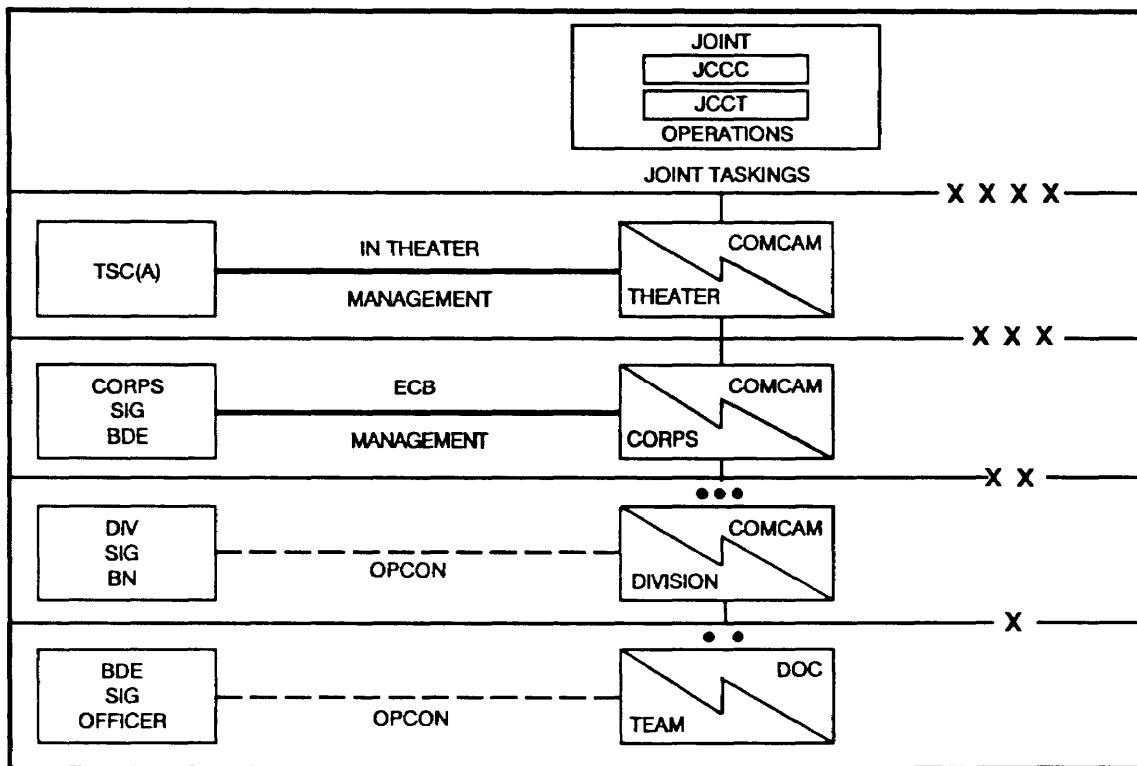 JOINT
JCCC
JCCT
OPERATIONS
JOINT TASKINGS
X X X X
TSC(A)
IN THEATER
MANAGEMENT
COMCAM
THEATER
X X X
CORPS
SIG
BDE
ECB
MANAGEMENT
COMCAM
CORPS
X X
DIV
SIG
BN
OPCON
COMCAM
DIVISION
X
BDE
SIG
OFFICER
OPCON
DOC
TEAM